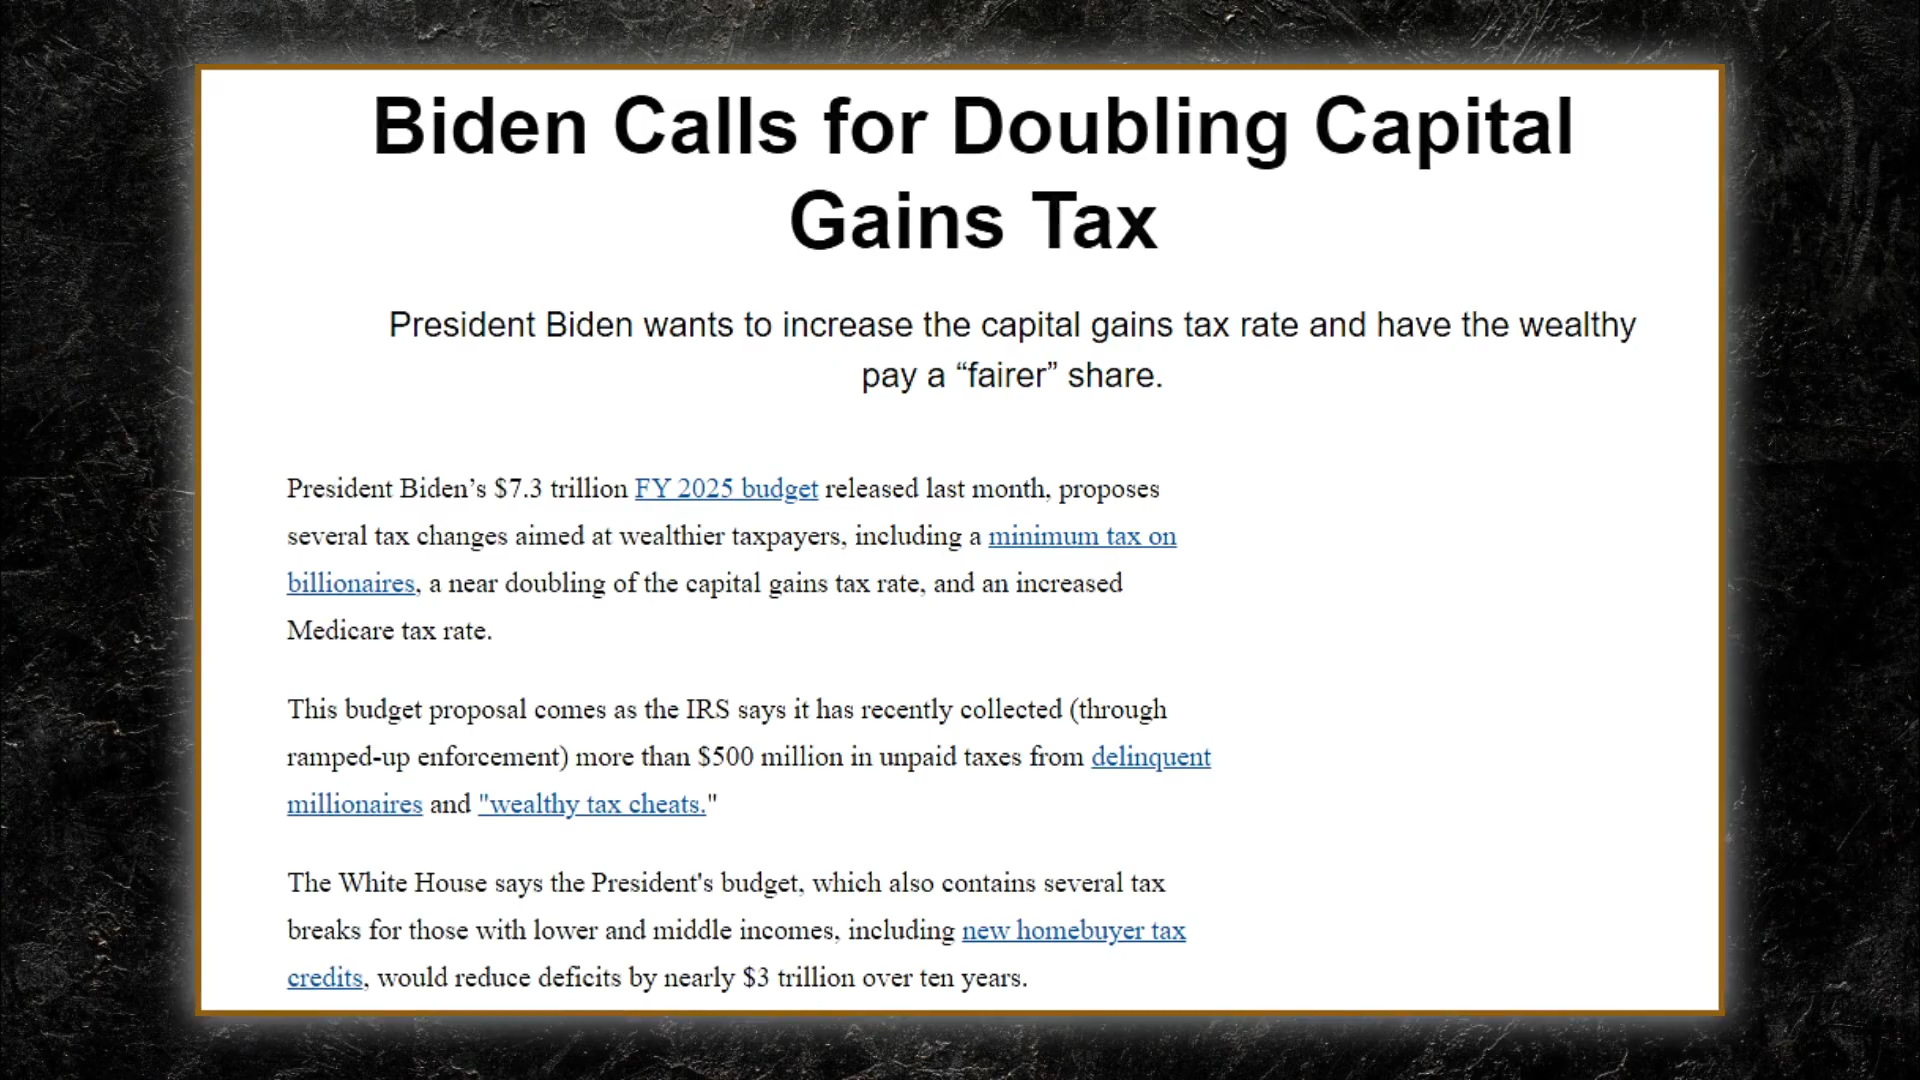 Biden Calls for Doubling Capital
Gains Tax
President Biden wants to increase the capital gains tax rate and have the wealthy
pay a “fairer” share.
President Biden’s $7.3 trillion FY 2025 budget released last month, proposes
several tax changes aimed at wealthier taxpayers, including a minimum tax on
billionaires, a near doubling of the capital gains tax rate, and an increased
Medicare tax rate.
This budget proposal comes as the IRS says it has recently collected (through
ramped-up enforcement) more than $500 million in unpaid taxes from delinquent
millionaires and "wealthy tax cheats."
The White House says the President's budget, which also contains several tax
breaks for those with lower and middle incomes, including new homebuyer tax
credits, would reduce deficits by nearly $3 trillion over ten years.